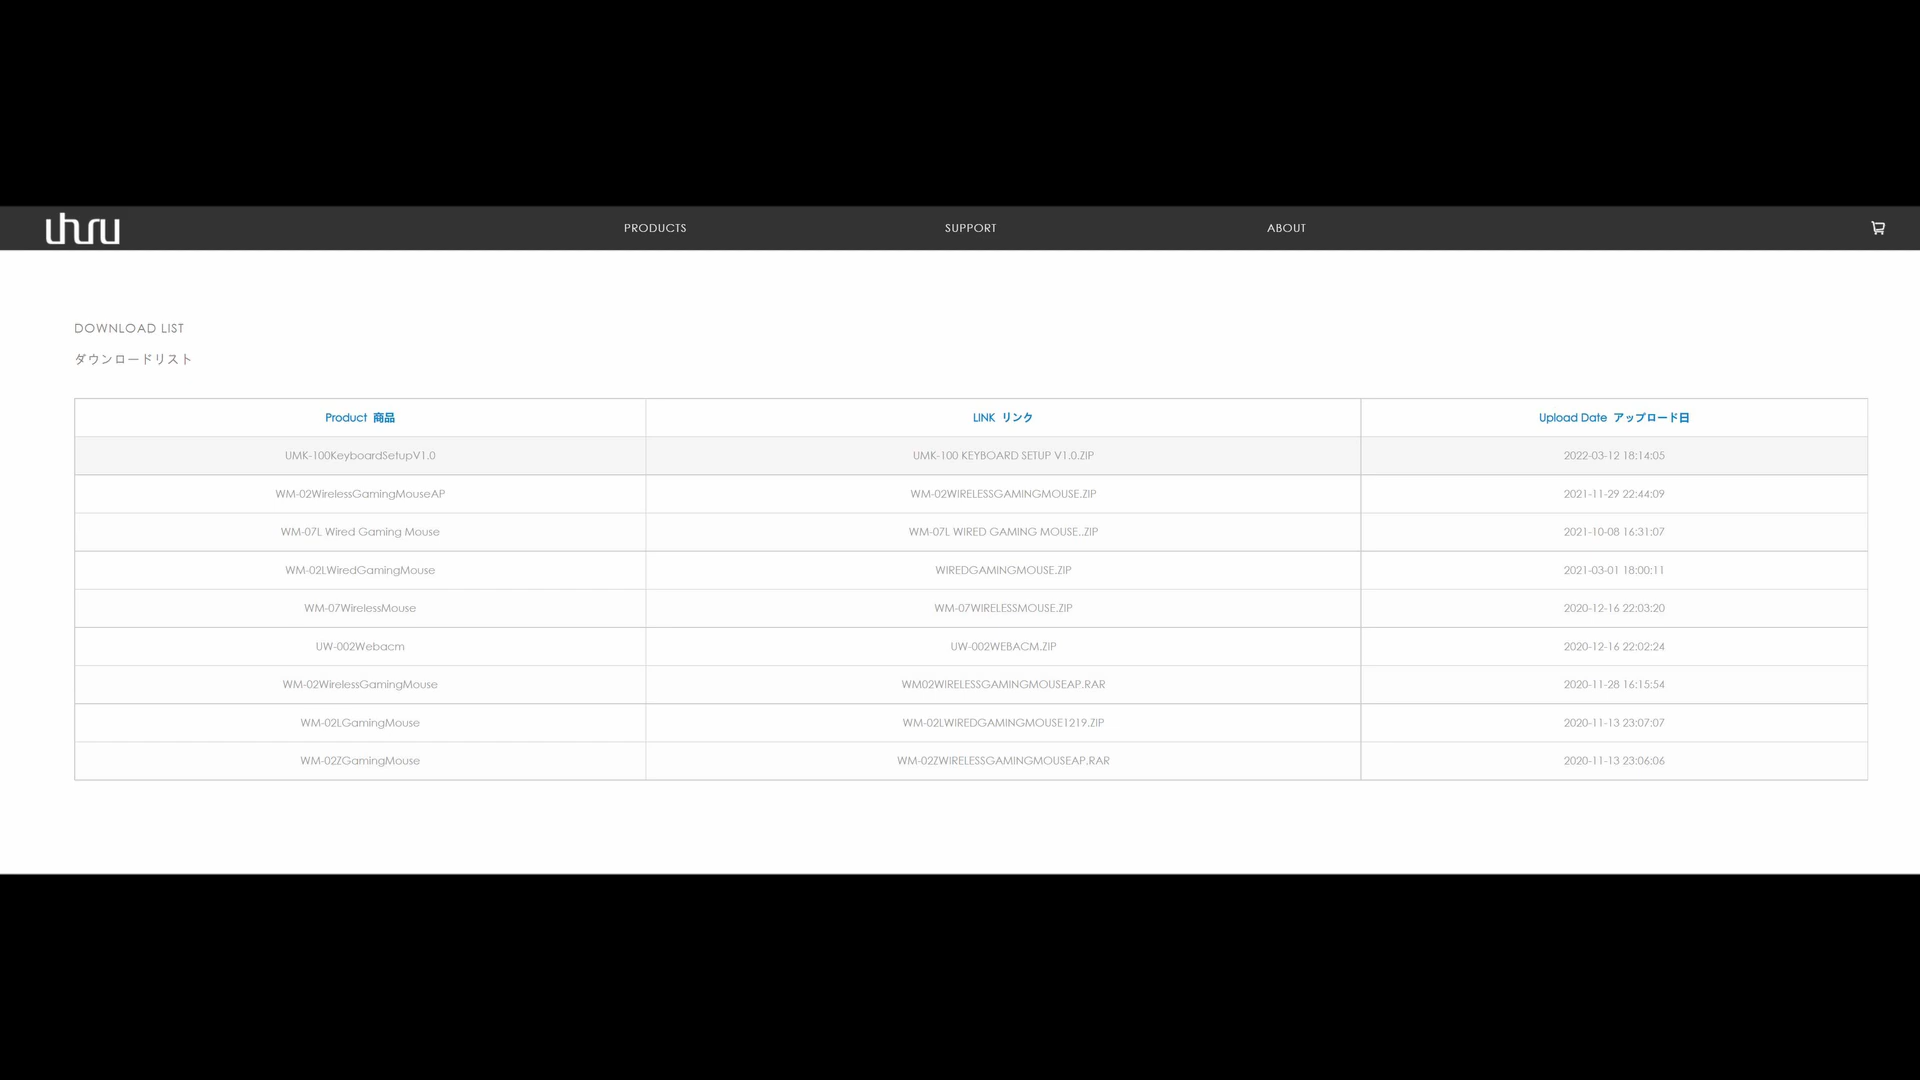 uhuru
PRODUCTS SUPPORT ABOUT
DOWNLOAD LIST
ダウンロードリスト
Product 商品 LINK リンク Upload Date アップロード日
UMK-100KeyboardSetupV1.0 UMK-100 KEYBOARD SETUP V1.0.ZIP 2022-03-12 18:14:05
WM-02WirelessGamingMouseAP WM-02WIRELESSGAMINGMOUSE.ZIP 2021-11-29 22:44:09
WM-07L Wired Gaming Mouse WM-07L WIRED GAMING MOUSE..ZIP 2021-10-08 16:31:07
WM-02LWiredGamingMouse WIREDGAMINGMOUSE.ZIP 2021-03-01 18:00:11
WM-07WirelessMouse WM-07WIRELESSMOUSE.ZIP 2020-12-16 22:03:20
UW-002Webacm UW-002WEBACM.ZIP 2020-12-16 22:02:24
WM-02WirelessGamingMouse WM02WIRELESSGAMINGMOUSEAP.RAR 2020-11-28 16:15:54
WM-02LGamingMouse WM-02LWIREDGAMINGMOUSE1219.ZIP 2020-11-13 23:07:07
WM-02ZGamingMouse WM-02ZWIRELESSGAMINGMOUSEAP.RAR 2020-11-13 23:06:06